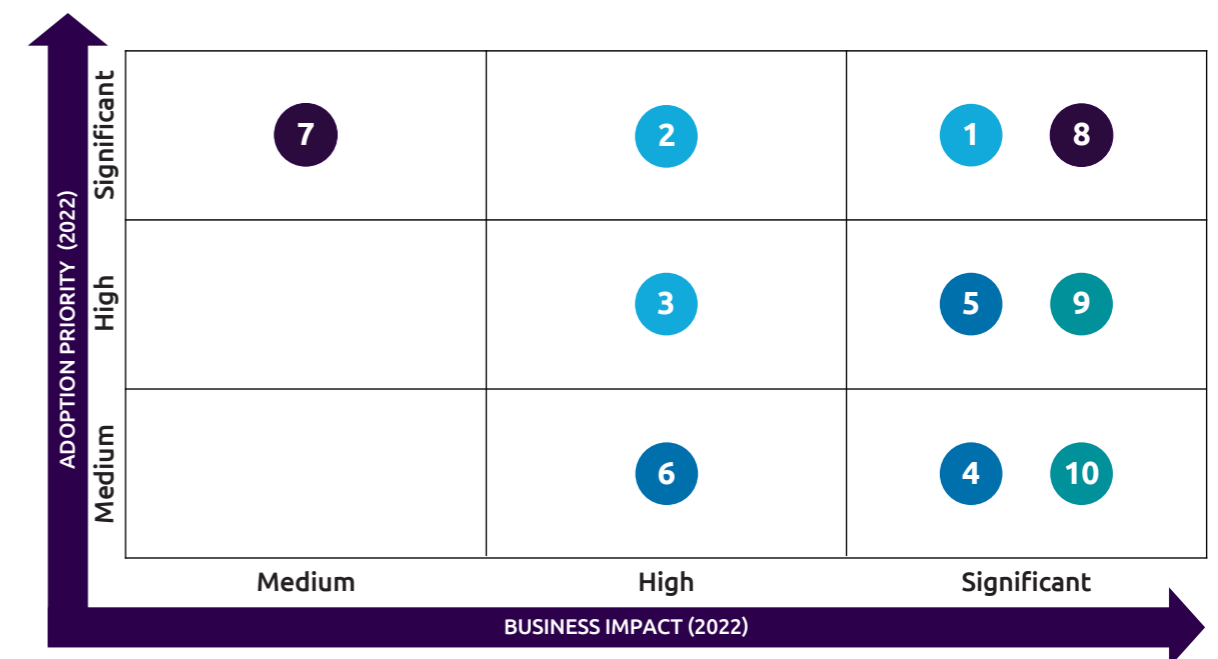 ADOPTION PRIORITY (2022)
Significant
7
2
1
8
High
3
5
9
Medium
6
4
10
Medium
High
Significant
BUSINESS IMPACT (2022)